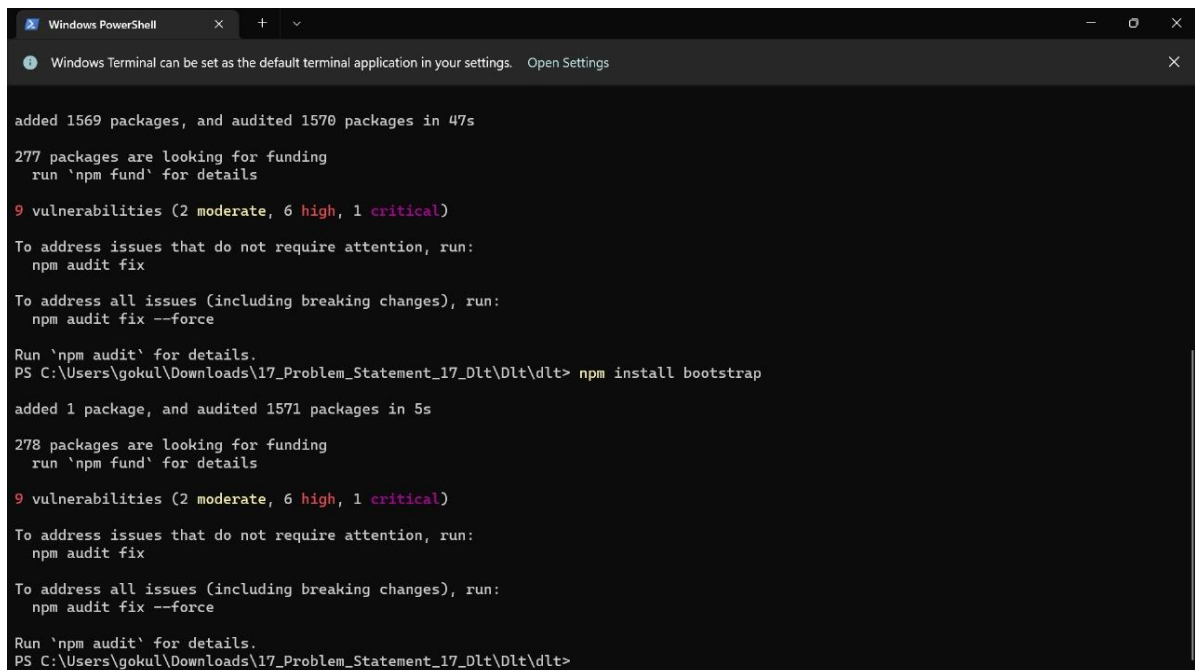 Windows PowerShell
Windows Terminal can be set as the default terminal application in your settings. Open Settings
added 1569 packages, and audited 1570 packages in 47s
277 packages are looking for funding
  run `npm fund` for details
9 vulnerabilities (2 moderate, 6 high, 1 critical)
To address issues that do not require attention, run:
  npm audit fix
To address all issues (including breaking changes), run:
  npm audit fix --force
Run `npm audit` for details.
PS C:\Users\gokul\Downloads\17_Problem_Statement_17_Dlt\Dlt\dlt> npm install bootstrap
added 1 package, and audited 1571 packages in 5s
278 packages are looking for funding
  run `npm fund` for details
9 vulnerabilities (2 moderate, 6 high, 1 critical)
To address issues that do not require attention, run:
  npm audit fix
To address all issues (including breaking changes), run:
  npm audit fix --force
Run `npm audit` for details.
PS C:\Users\gokul\Downloads\17_Problem_Statement_17_Dlt\Dlt\dlt>